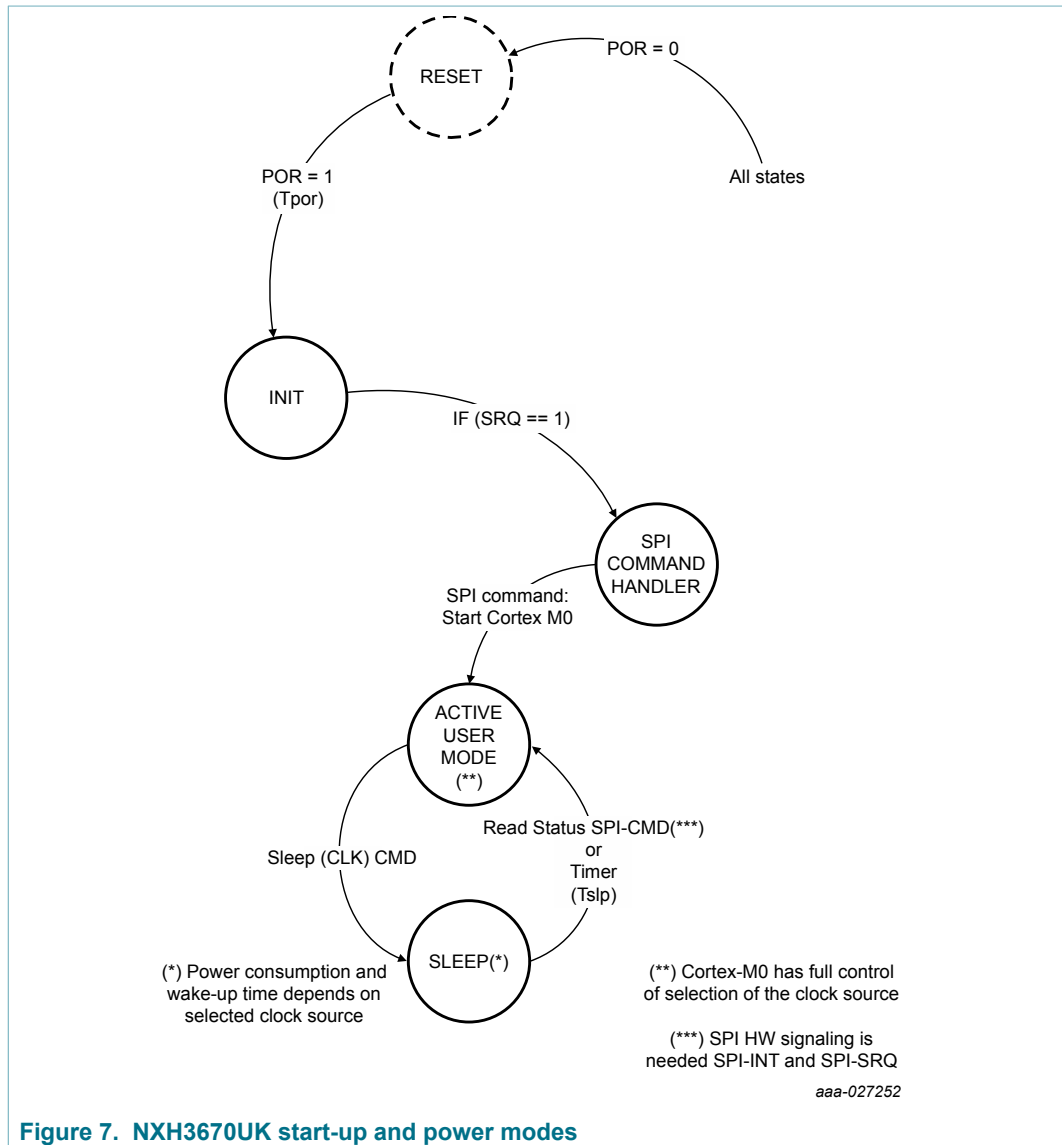 POR = 0
RESET
POR = 1
(Tpor)
All states
INIT
IF (SRQ == 1)
SPI
COMMAND
HANDLER
SPI command:
Start Cortex M0
ACTIVE
USER
MODE
(**)
Read Status SPI-CMD(***)
or
Timer
(Tslp)
Sleep (CLK) CMD
SLEEP(*)
(*) Power consumption and
wake-up time depends on
selected clock source
(**) Cortex-M0 has full control
of selection of the clock source
(***) SPI HW signaling is
needed SPI-INT and SPI-SRQ
aaa-027252
Figure 7. NXH3670UK start-up and power modes